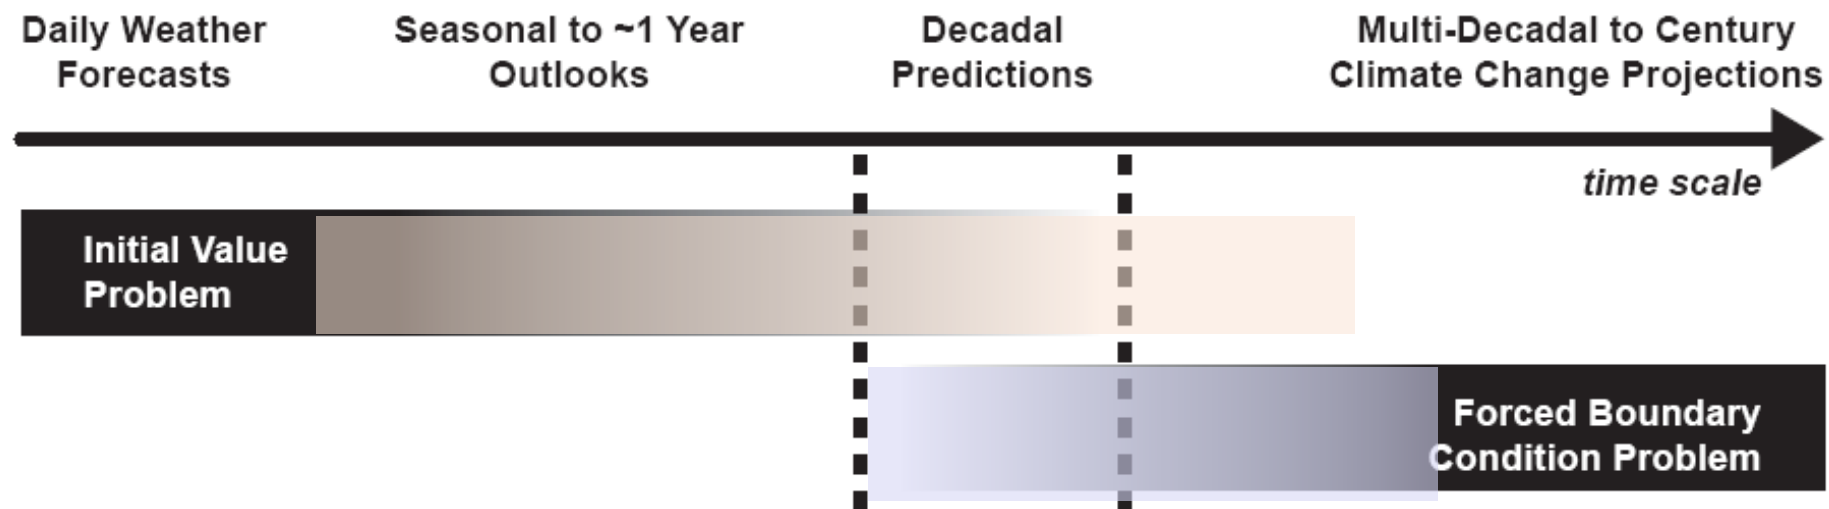 Daily Weather
Forecasts
Seasonal to ~1 Year
Outlooks
Decadal
Predictions
Multi-Decadal to Century
Climate Change Projections
time scale
Initial Value
Problem
Forced Boundary
Condition Problem